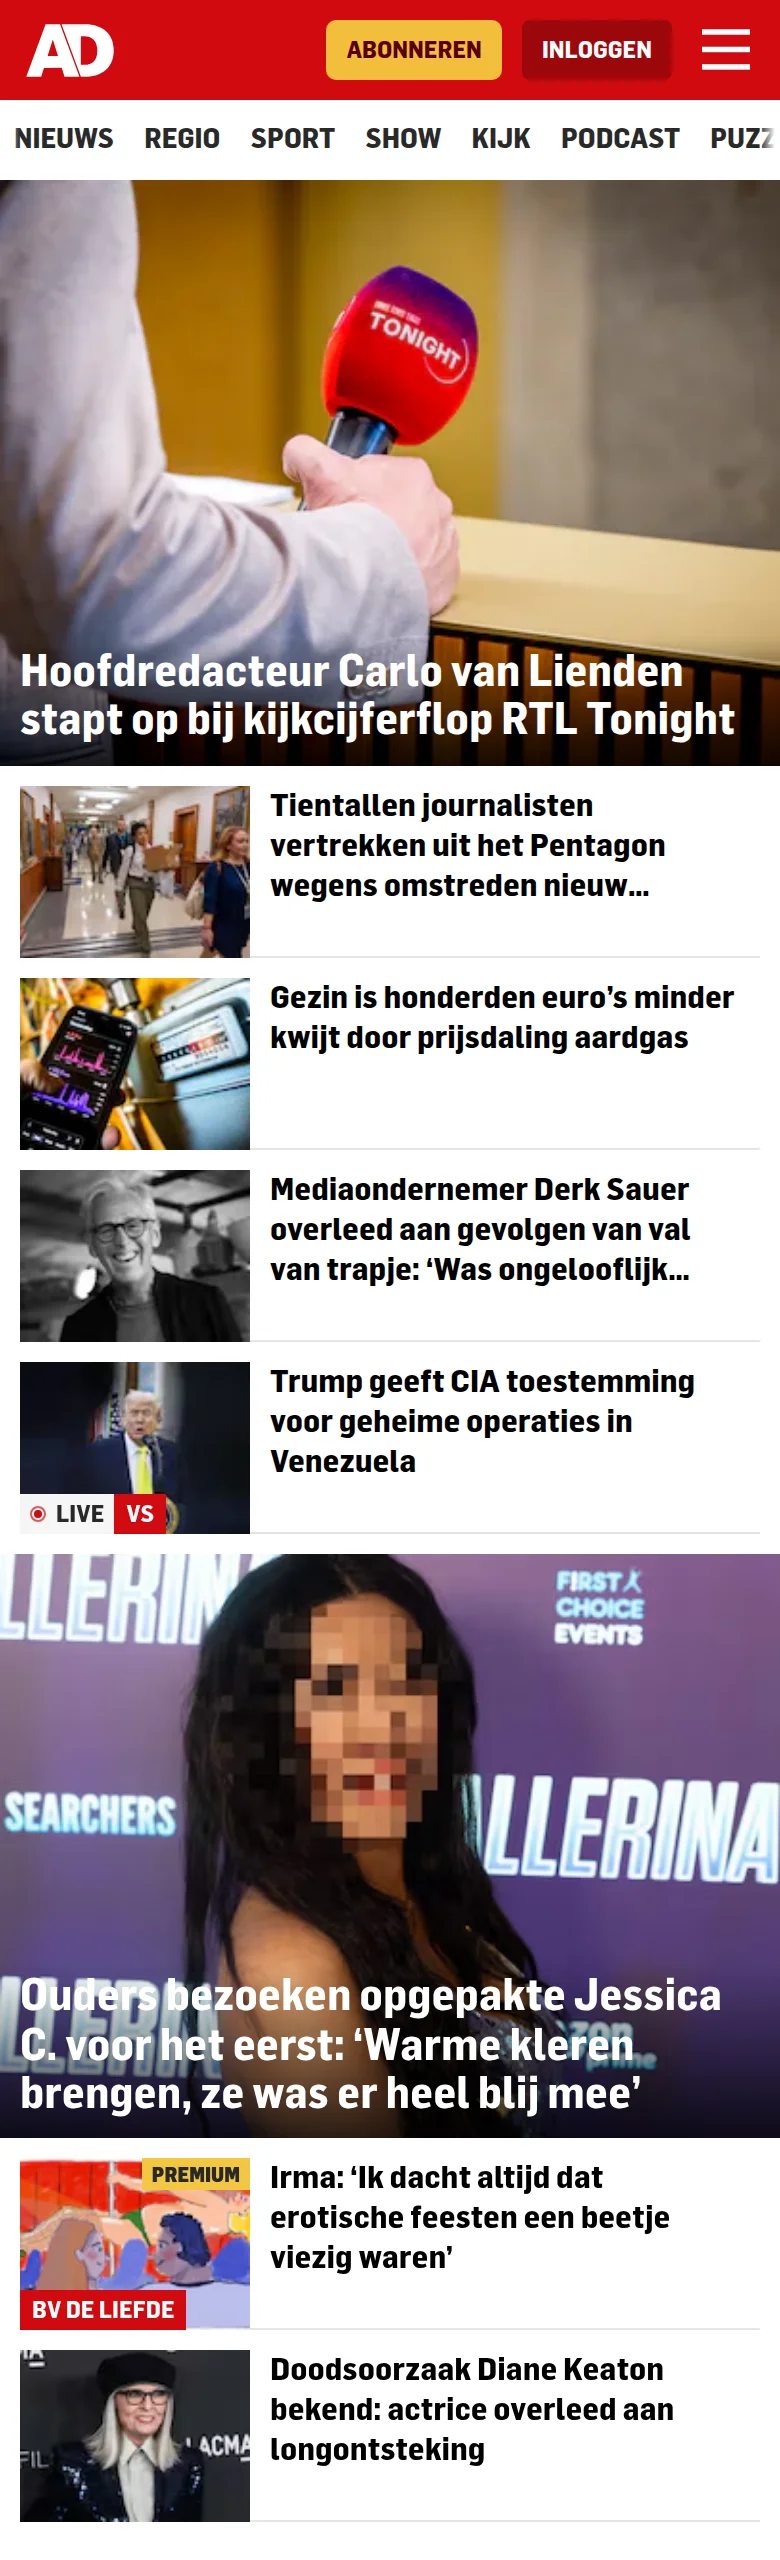 AD
ABONNEREN
INLOGGEN
NIEUWS REGIO SPORT SHOW KIJK PODCAST PUZZ
TONIGHT
Hoofdredacteur Carlo van Lienden
stapt op bij kijkcijferflop RTL Tonight
Tientallen journalisten
vertrekken uit het Pentagon
wegens omstreden nieuw...
Gezin is honderden euro’s minder
kwijt door prijsdaling aardgas
Mediaondernemer Derk Sauer
overleed aan gevolgen van val
van trapje: ‘Was ongelooflijk...
Trump geeft CIA toestemming
voor geheime operaties in
Venezuela
LIVE VS
LLERIN
FIRST
CHOICE
EVENTS
SEARCHERS
LLERINA
Ouders bezoeken opgepakte Jessica
C. voor het eerst: ‘Warme kleren
brengen, ze was er heel blij mee’
PREMIUM
BV DE LIEFDE
Irma: ‘Ik dacht altijd dat
erotische feesten een beetje
viezig waren’
LACMA
FIL
Doodsoorzaak Diane Keaton
bekend: actrice overleed aan
longontsteking